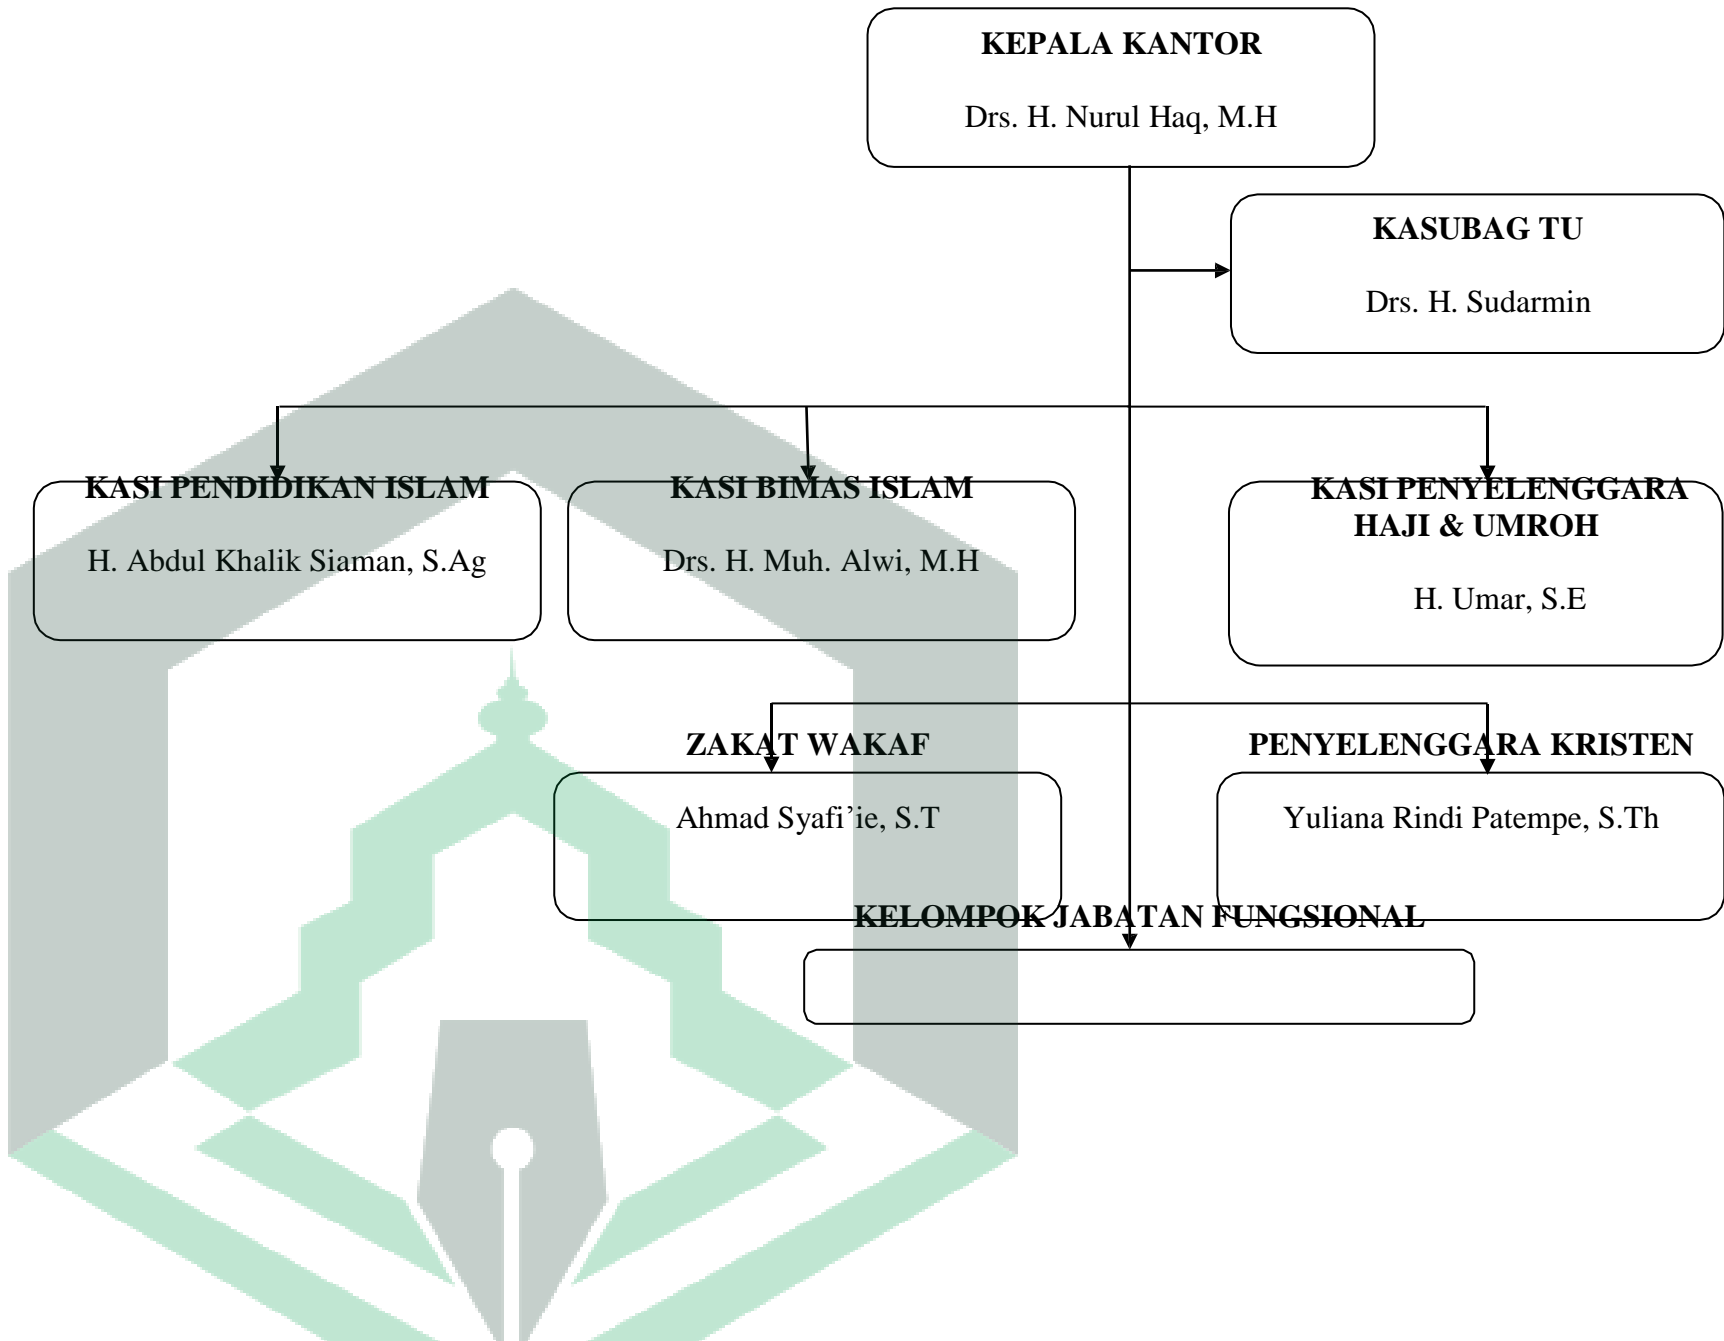 KEPALA KANTOR
Drs. H. Nurul Haq, M.H
KASUBAG TU
Drs. H. Sudarmin
KASI PENDIDIKAN ISLAM
H. Abdul Khalik Siaman, S.Ag
KASI BIMAS ISLAM
Drs. H. Muh. Alwi, M.H
KASI PENYELENGGARA
HAJI & UMROH
H. Umar, S.E
ZAKAT WAKAF
Ahmad Syafi’ie, S.T
PENYELENGGARA KRISTEN
Yuliana Rindi Patempe, S.Th
KELOMPOK JABATAN FUNGSIONAL